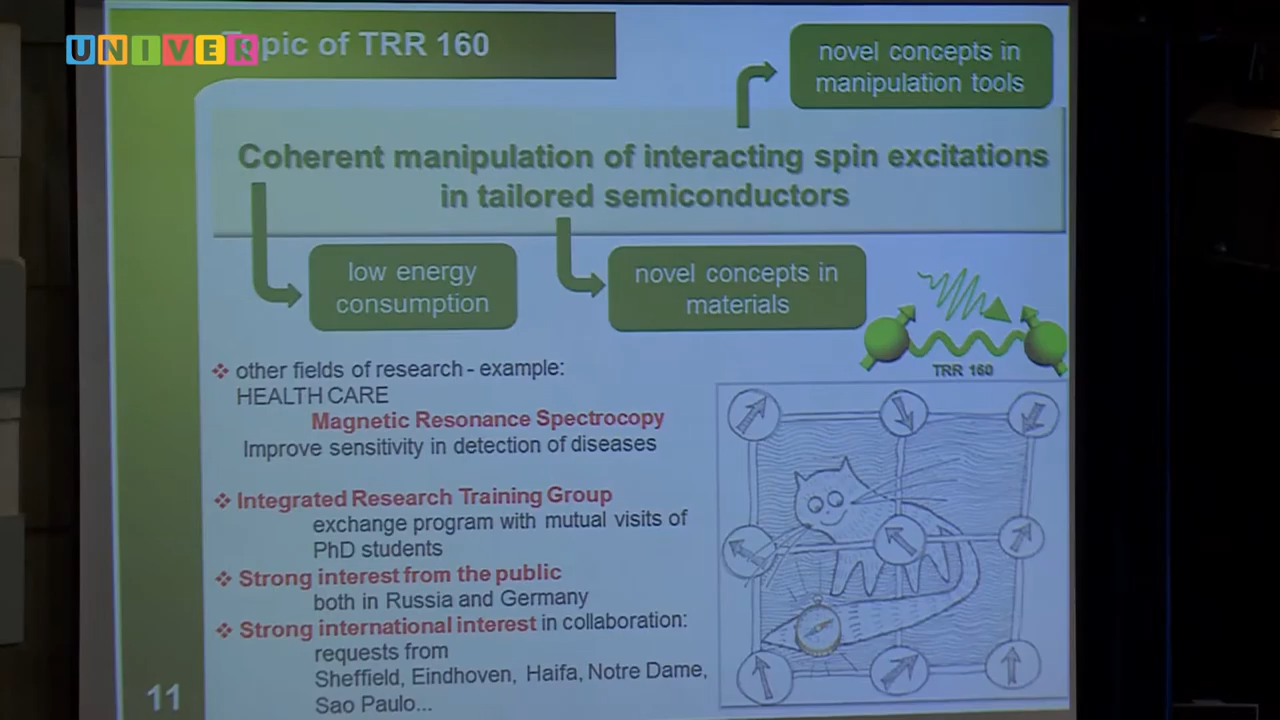 UNIVER
Topic of TRR 160
novel concepts in
manipulation tools
Coherent manipulation of interacting spin excitations
in tailored semiconductors
low energy
consumption
novel concepts in
materials
TRR 160
❖ other fields of research - example:
HEALTH CARE
Magnetic Resonance Spectrocopy
Improve sensitivity in detection of diseases
❖ Integrated Research Training Group
exchange program with mutual visits of
PhD students
❖ Strong interest from the public
both in Russia and Germany
❖ Strong international interest in collaboration:
requests from
Sheffield, Eindhoven, Haifa, Notre Dame,
Sao Paulo...
11